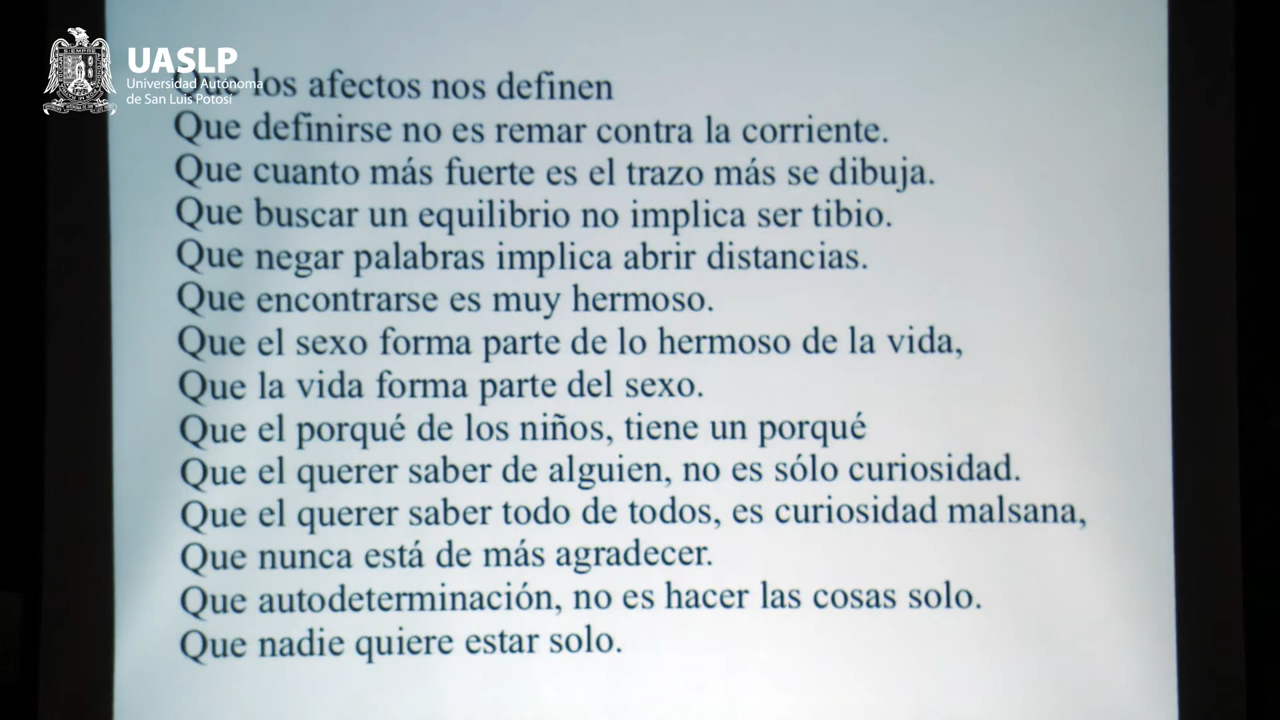 UASLP
Universidad Autónoma
de San Luis Potosí
Que los afectos nos definen
Que definirse no es remar contra la corriente.
Que cuanto más fuerte es el trazo más se dibuja.
Que buscar un equilibrio no implica ser tibio.
Que negar palabras implica abrir distancias.
Que encontrarse es muy hermoso.
Que el sexo forma parte de lo hermoso de la vida,
Que la vida forma parte del sexo.
Que el porqué de los niños, tiene un porqué
Que el querer saber de alguien, no es sólo curiosidad.
Que el querer saber todo de todos, es curiosidad malsana,
Que nunca está de más agradecer.
Que autodeterminación, no es hacer las cosas solo.
Que nadie quiere estar solo.